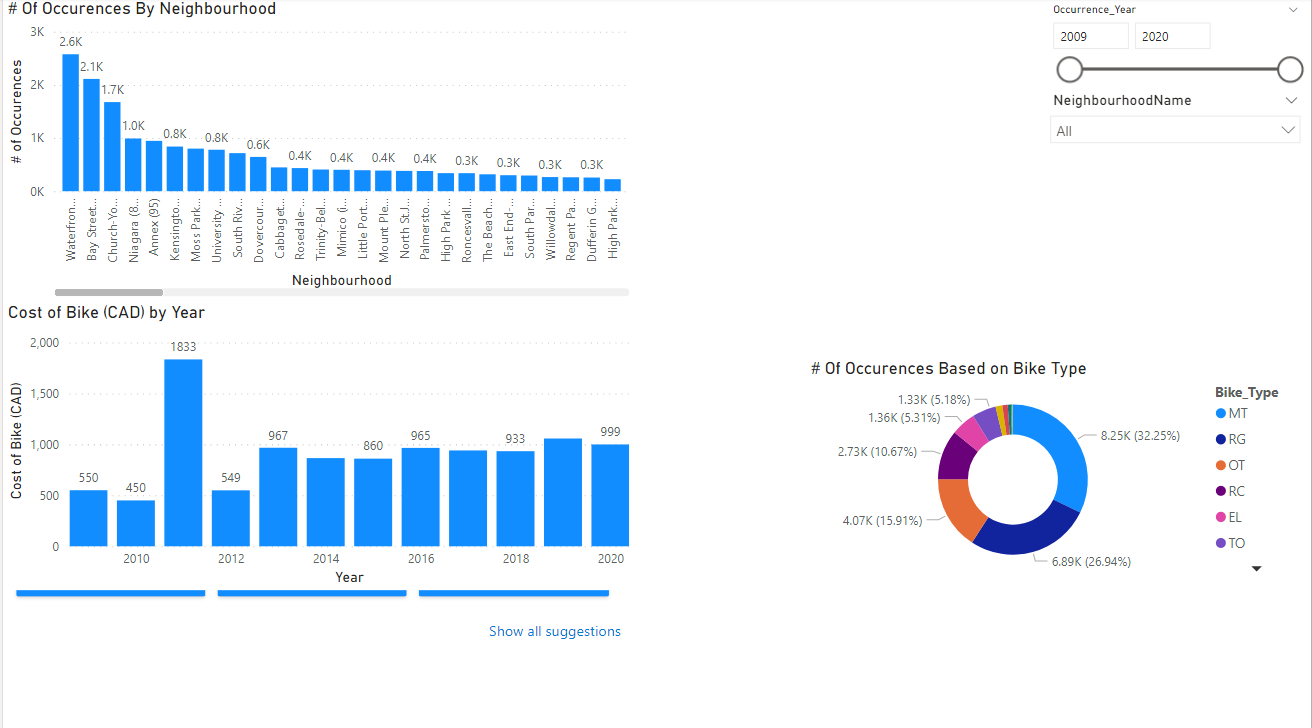 # Of Occurences By Neighbourhood
# of Occurences
3K
2K
1K
0K
2.6K
2.1K
1.7K
1.0K
0.8K
0.8K
0.6K
0.4K
0.4K
0.4K
0.4K
0.3K
0.3K
0.3K
0.3K
Waterfron...
Bay Street...
Church-Yo...
Niagara (8...
Annex (95)
Kensingto...
Moss Park...
University ...
South Riv...
Dovercour...
Cabbaget...
Rosedale-...
Trinity-Bel...
Mimico (i...
Little Port...
Mount Ple...
North St.J...
Palmersto...
High Park ...
Roncesvall...
The Beach...
East End-...
South Par...
Willowdal...
Regent Pa...
Dufferin G...
High Park...
Neighbourhood
Occurrence_Year
2009
2020
NeighbourhoodName
All
Cost of Bike (CAD) by Year
Cost of Bike (CAD)
2,000
1,500
1,000
500
0
550
450
1833
549
967
860
965
933
999
2010
2012
2014
2016
2018
2020
Year
Show all suggestions
# Of Occurences Based on Bike Type
1.33K (5.18%)
1.36K (5.31%)
2.73K (10.67%)
4.07K (15.91%)
8.25K (32.25%)
6.89K (26.94%)
Bike_Type
MT
RG
OT
RC
EL
TO